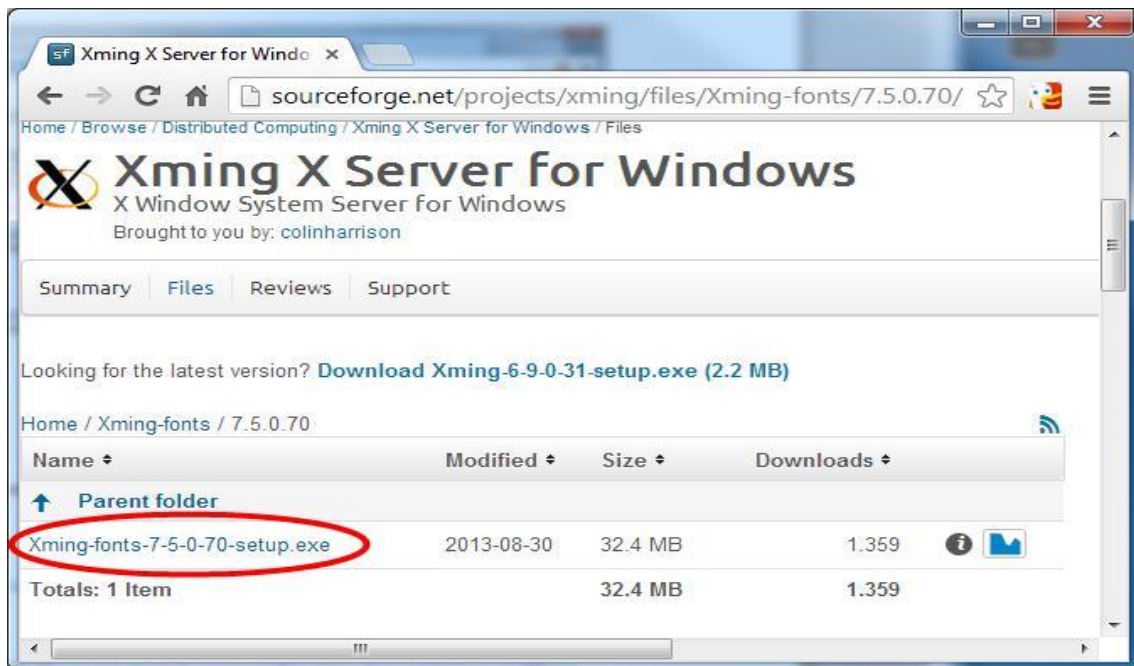 sf Xming X Server for Windo ×
sourceforge.net/projects/xming/files/Xming-fonts/7.5.0.70/
Home / Browse / Distributed Computing / Xming X Server for Windows / Files
Xming X Server for Windows
X Window System Server for Windows
Brought to you by: colinharrison
Summary Files Reviews Support
Looking for the latest version? Download Xming-6-9-0-31-setup.exe (2.2 MB)
Home / Xming-fonts / 7.5.0.70
Name Modified Size Downloads
Parent folder
Xming-fonts-7-5-0-70-setup.exe 2013-08-30 32.4 MB 1.359
Totals: 1 Item 32.4 MB 1.359